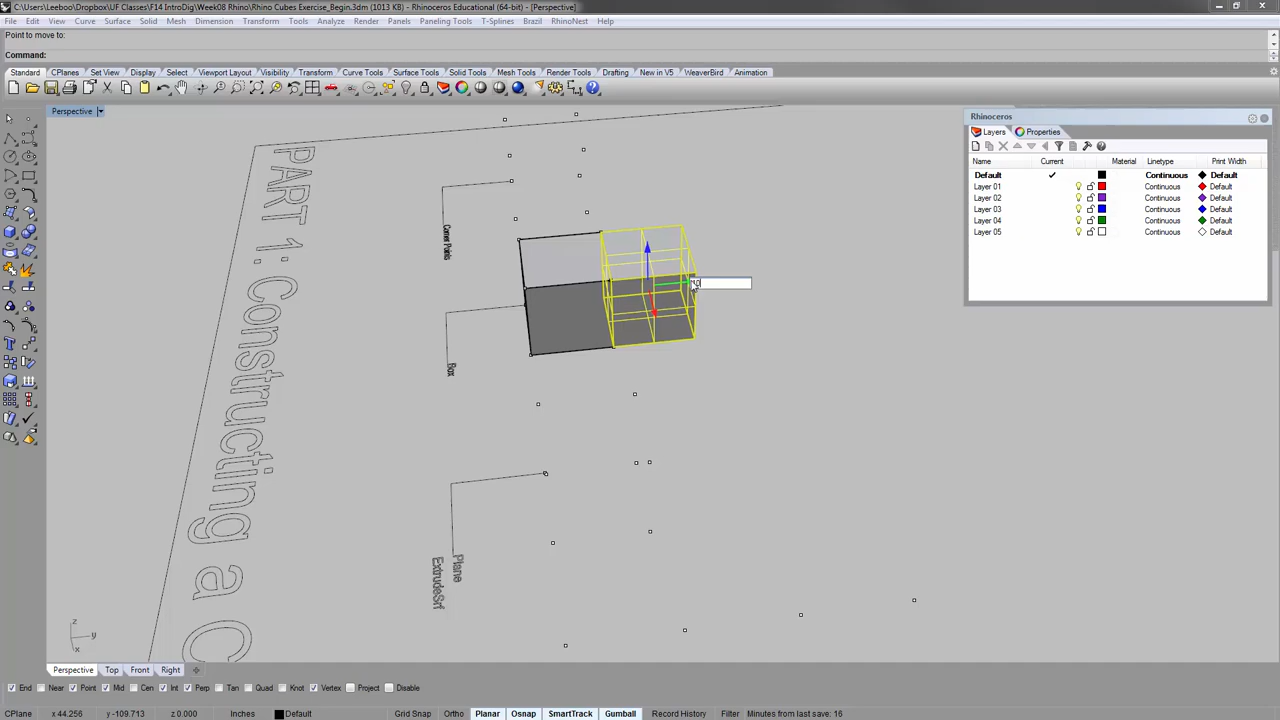 C:\Users\Leeboo\Dropbox\UF Classes\F14 IntroDig\Week08 Rhino\Rhino Cubes Exercise_Begin.3dm (1013 KB) - Rhinoceros Educational (64-bit) - [Perspective]
File Edit View Curve Surface Solid Mesh Dimension Transform Tools Analyze Render Panels Paneling Tools T-Splines Brazil RhinoNest Help
Point to move to:
Command:
Standard CPlanes Set View Display Select Viewport Layout Visibility Transform Curve Tools Surface Tools Solid Tools Mesh Tools Render Tools Drafting New in V5 WeaverBird Animation
Perspective
Rhinoceros
Layers Properties
Name Current Material Linetype Print Width
Default Continuous Default
Layer 01 Continuous Default
Layer 02 Continuous Default
Layer 03 Continuous Default
Layer 04 Continuous Default
Layer 05 Continuous Default
PART 1: Constructing a C
Corner Points
Box
Plane
ExtrudeSrf
z
y
x
Perspective Top Front Right
End Near Point Mid Cen Int Perp Tan Quad Knot Vertex Project Disable
CPlane x 44.256 y -109.713 z 0.000 Inches Default Grid Snap Ortho Planar Osnap SmartTrack Gumball Record History Filter Minutes from last save: 16